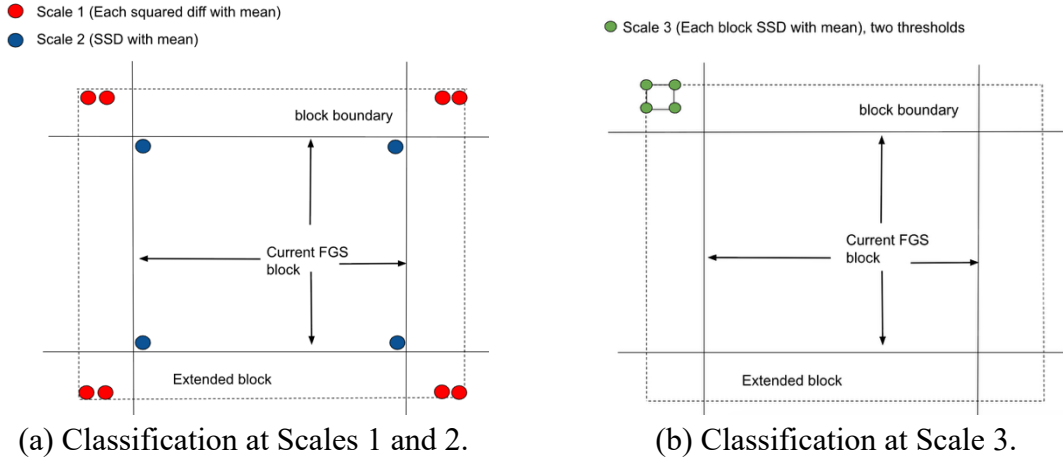 Scale 1 (Each squared diff with mean)
Scale 2 (SSD with mean)
block boundary
Current FGS
block
Extended block
(a) Classification at Scales 1 and 2.
Scale 3 (Each block SSD with mean), two thresholds
block boundary
Current FGS
block
Extended block
(b) Classification at Scale 3.